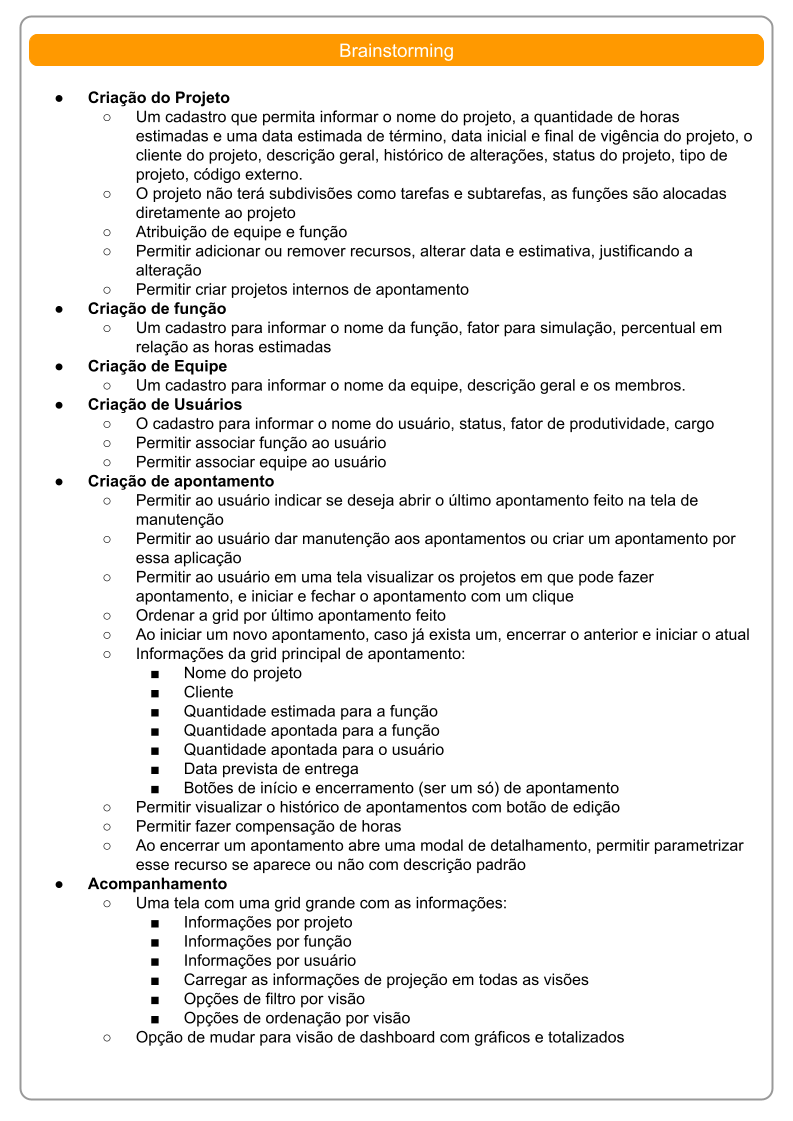 Brainstorming
● Criação do Projeto
○ Um cadastro que permita informar o nome do projeto, a quantidade de horas
estimadas e uma data estimada de término, data inicial e final de vigência do projeto, o
cliente do projeto, descrição geral, histórico de alterações, status do projeto, tipo de
projeto, código externo.
○ O projeto não terá subdivisões como tarefas e subtarefas, as funções são alocadas
diretamente ao projeto
○ Atribuição de equipe e função
○ Permitir adicionar ou remover recursos, alterar data e estimativa, justificando a
alteração
○ Permitir criar projetos internos de apontamento
● Criação de função
○ Um cadastro para informar o nome da função, fator para simulação, percentual em
relação as horas estimadas
● Criação de Equipe
○ Um cadastro para informar o nome da equipe, descrição geral e os membros.
● Criação de Usuários
○ O cadastro para informar o nome do usuário, status, fator de produtividade, cargo
○ Permitir associar função ao usuário
○ Permitir associar equipe ao usuário
● Criação de apontamento
○ Permitir ao usuário indicar se deseja abrir o último apontamento feito na tela de
manutenção
○ Permitir ao usuário dar manutenção aos apontamentos ou criar um apontamento por
essa aplicação
○ Permitir ao usuário em uma tela visualizar os projetos em que pode fazer
apontamento, e iniciar e fechar o apontamento com um clique
○ Ordenar a grid por último apontamento feito
○ Ao iniciar um novo apontamento, caso já exista um, encerrar o anterior e iniciar o atual
○ Informações da grid principal de apontamento:
■ Nome do projeto
■ Cliente
■ Quantidade estimada para a função
■ Quantidade apontada para a função
■ Quantidade apontada para o usuário
■ Data prevista de entrega
■ Botões de início e encerramento (ser um só) de apontamento
○ Permitir visualizar o histórico de apontamentos com botão de edição
○ Permitir fazer compensação de horas
○ Ao encerrar um apontamento abre uma modal de detalhamento, permitir parametrizar
esse recurso se aparece ou não com descrição padrão
● Acompanhamento
○ Uma tela com uma grid grande com as informações:
■ Informações por projeto
■ Informações por função
■ Informações por usuário
■ Carregar as informações de projeção em todas as visões
■ Opções de filtro por visão
■ Opções de ordenação por visão
○ Opção de mudar para visão de dashboard com gráficos e totalizados